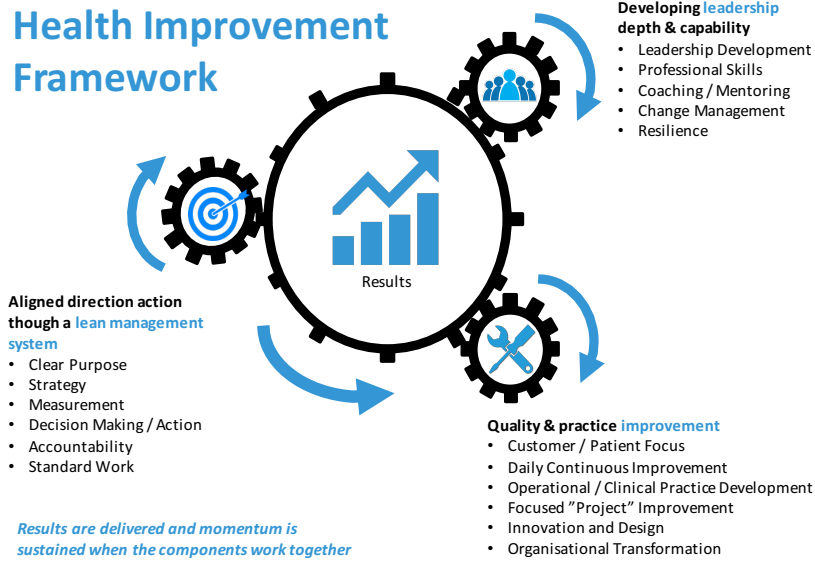 Health Improvement
Framework
Developing leadership
depth & capability
• Leadership Development
• Professional Skills
• Coaching / Mentoring
• Change Management
• Resilience
Results
Aligned direction action
though a lean management
system
• Clear Purpose
• Strategy
• Measurement
• Decision Making / Action
• Accountability
• Standard Work
Quality & practice improvement
• Customer / Patient Focus
• Daily Continuous Improvement
• Operational / Clinical Practice Development
• Focused ”Project” Improvement
• Innovation and Design
• Organisational Transformation
Results are delivered and momentum is
sustained when the components work together